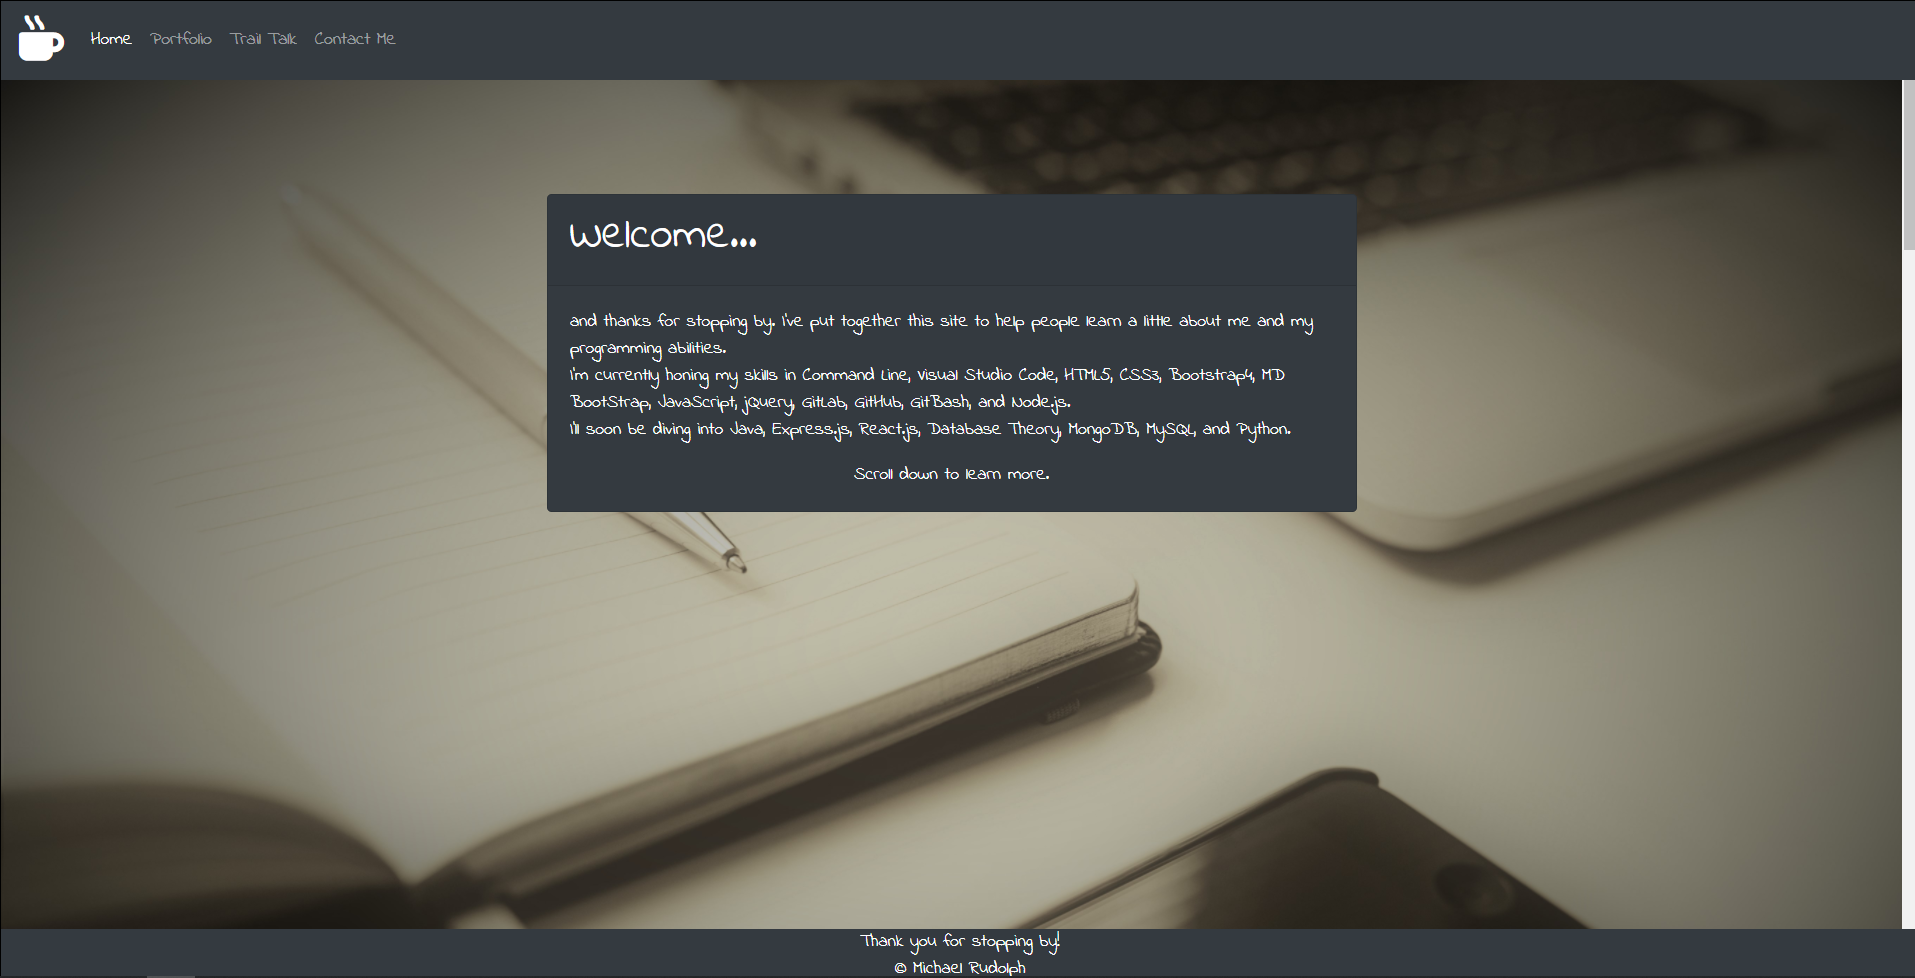 Home Portfolio Trail Talk Contact Me
Welcome...
and thanks for stopping by. I've put together this site to help people learn a little about me and my
programming abilities.
I'm currently honing my skills in Command Line, Visual Studio Code, HTML5, CSS3, Bootstrap4, MD
BootStrap, JavaScript, jQuery, GitLab, GitHub, GitBash, and Node.js.
I'll soon be diving into Java, Express.js, React.js, Database Theory, MongoDB, MySQL, and Python.
Scroll down to learn more.
Thank you for stopping by!
© Michael Rudolph